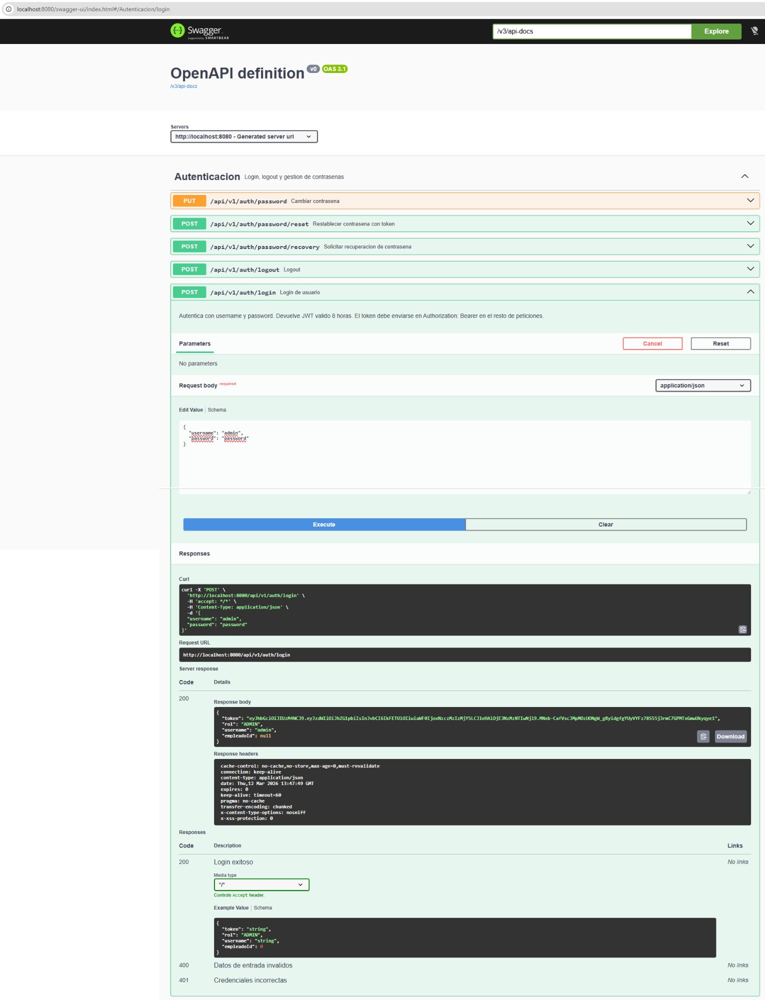 localhost:8080/swagger-ui/index.html#/Autenticacion/login
Swagger
Supported by SMARTBEAR
/v3/api-docs
Explore
OpenAPI definition v0 OAS 3.1
/v3/api-docs
Servers
http://localhost:8080 - Generated server url
Autenticacion Login, logout y gestion de contrasenas
PUT /api/v1/auth/password Cambiar contrasena
POST /api/v1/auth/password/reset Restablecer contrasena con token
POST /api/v1/auth/password/recovery Solicitar recuperacion de contrasena
POST /api/v1/auth/logout Logout
POST /api/v1/auth/login Login de usuario
Autentica con username y password. Devuelve JWT valido 8 horas. El token debe enviarse en Authorization: Bearer en el resto de peticiones.
Parameters
Cancel
Reset
No parameters
Request body required
application/json
Edit Value | Schema
{
"username": "admin",
"password": "password"
}
Execute
Clear
Responses
Curl
curl -X 'POST' \
'http://localhost:8080/api/v1/auth/login' \
-H 'accept: */*' \
-H 'Content-Type: application/json' \
-d '{
"username": "admin",
"password": "password"
}'
Request URL
http://localhost:8080/api/v1/auth/login
Server response
Code Details
200
Response body
{
"token":
"rol": "ADMIN",
"username": "admin",
"empleadoId": null
}
Download
Response headers
cache-control: no-cache,no-store,max-age=0,must-revalidate
connection: keep-alive
content-type: application/json
date: Thu,12 Mar 2026 13:47:49 GMT
expires: 0
keep-alive: timeout=60
pragma: no-cache
transfer-encoding: chunked
x-content-type-options: nosniff
x-xss-protection: 0
Responses
Code Description Links
200 Login exitoso No links
Media type
*/*
Controls Accept header.
Example Value | Schema
{
"token": "string",
"rol": "ADMIN",
"username": "string",
"empleadoId": 0
}
400 Datos de entrada invalidos No links
401 Credenciales incorrectas No links